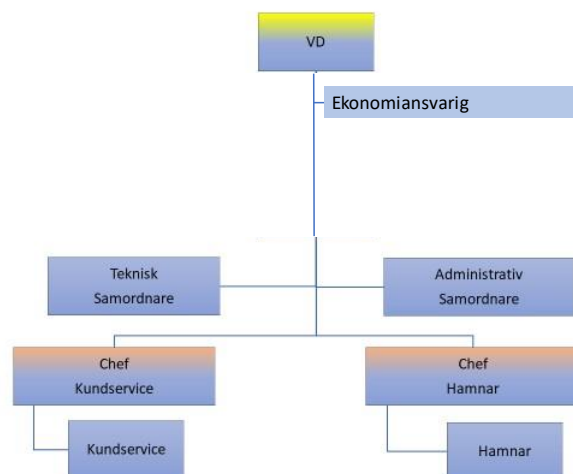 VD
Ekonomiansvarig
Teknisk
Samordnare
Administrativ
Samordnare
Chef
Kundservice
Chef
Hamnar
Kundservice
Hamnar